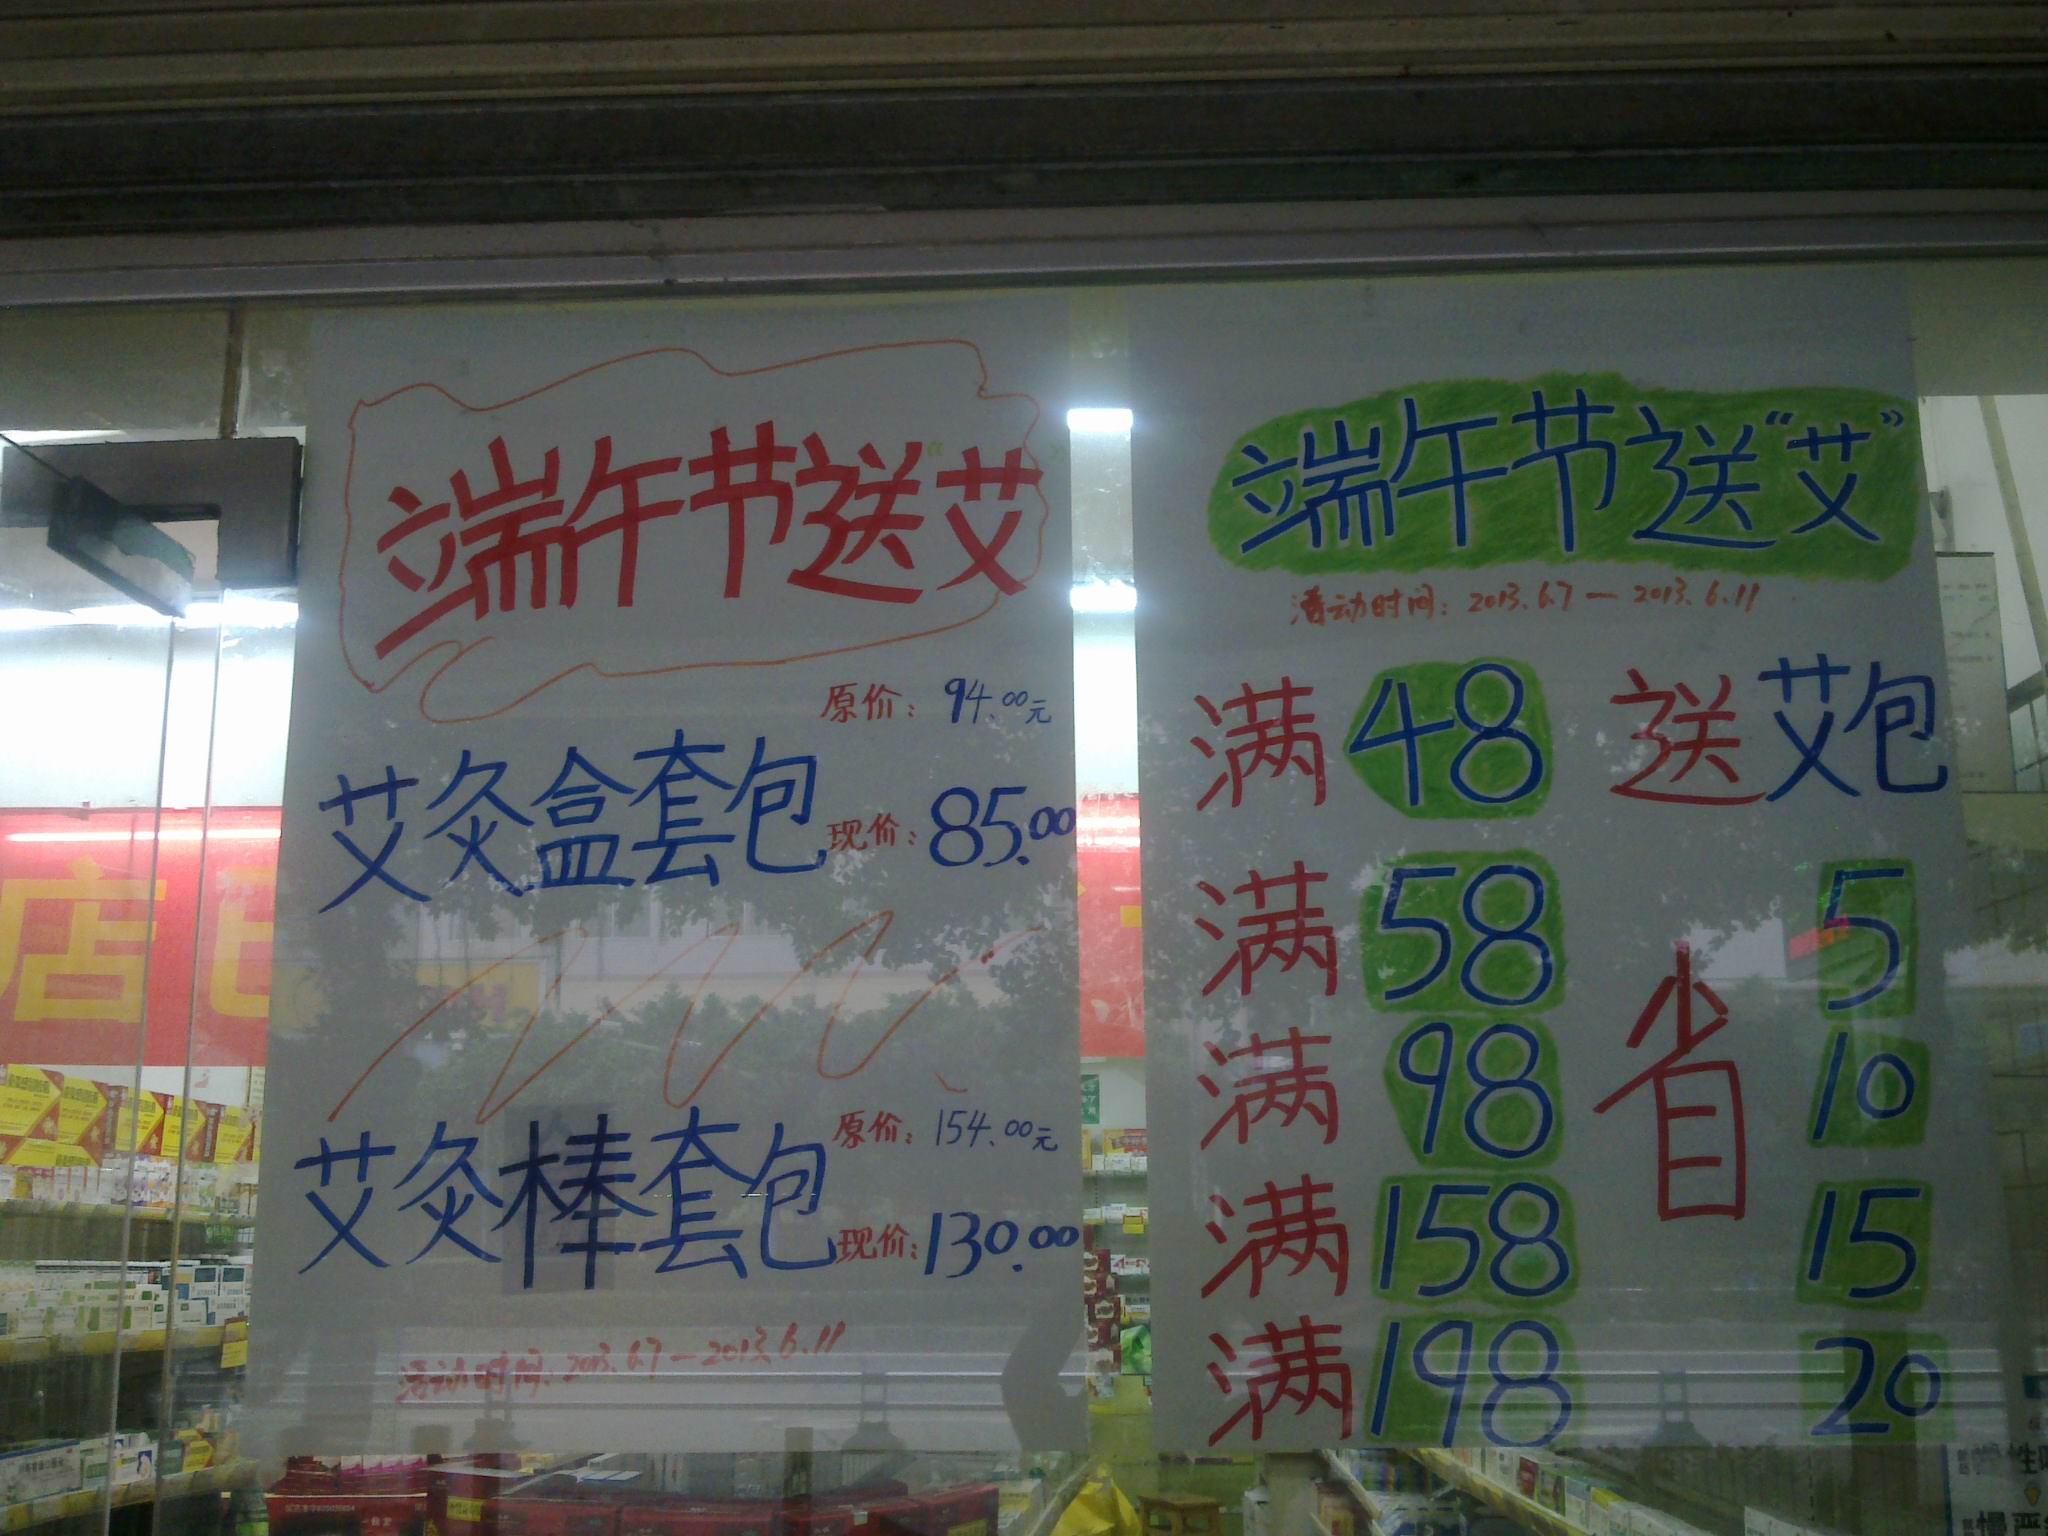 端午节送“艾
原价：94.00元
艾灸盒套包 现价：85.00
原价：154.00元
艾灸棒套包 现价：130.00
活动时间：2013.6.7—2013.6.11
端午节送“艾”
活动时间：2013.6.7—2013.6.11
满48 送艾包
满58 省 5
满98 10
满158 15
满198 20
店